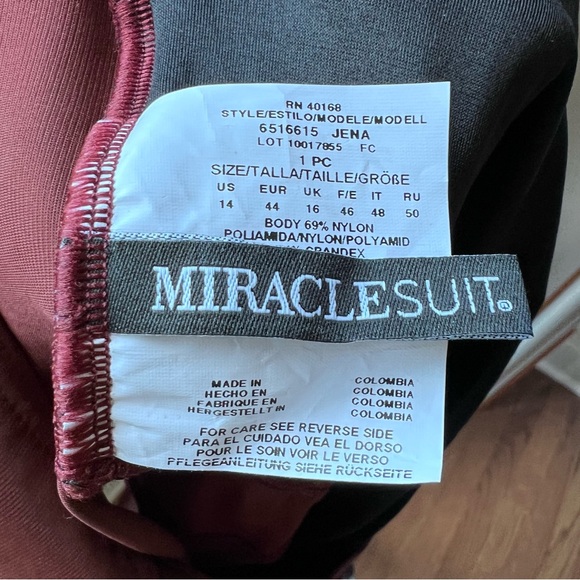 RN 40168
STYLE/ESTILO/MODELE/MODELL
6516615 JENA
LOT 10017855 FC
1 PC
SIZE/TALLA/TAILLE/GRÖßE
US EUR UK F/E IT RU
14 44 16 46 48 50
BODY 69% NYLON
POLIAMIDA/NYLON/POLYAMID
MIRACLESUIT®
MADE IN COLOMBIA
HECHO EN COLOMBIA
FABRIQUE EN COLOMBIA
HERGESTELLT IN COLOMBIA
FOR CARE SEE REVERSE SIDE
PARA EL CUIDADO VEA EL DORSO
POUR LE SOIN VOIR LE VERSO
PFLEGEANLEITUNG SIEHE RÜCKSEITE